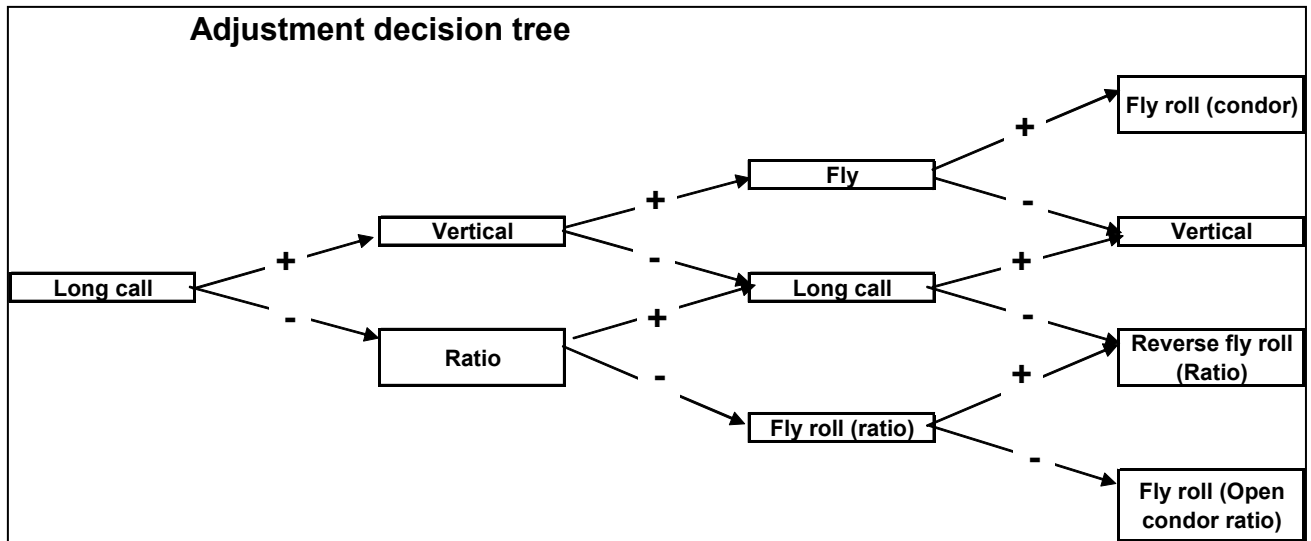 Adjustment decision tree
Fly roll (condor)
+
Fly
+
-
Vertical
+
Vertical
+
-
+
Long call
Long call
-
+
-
Ratio
Reverse fly roll
(Ratio)
-
+
Fly roll (ratio)
-
Fly roll (Open
condor ratio)